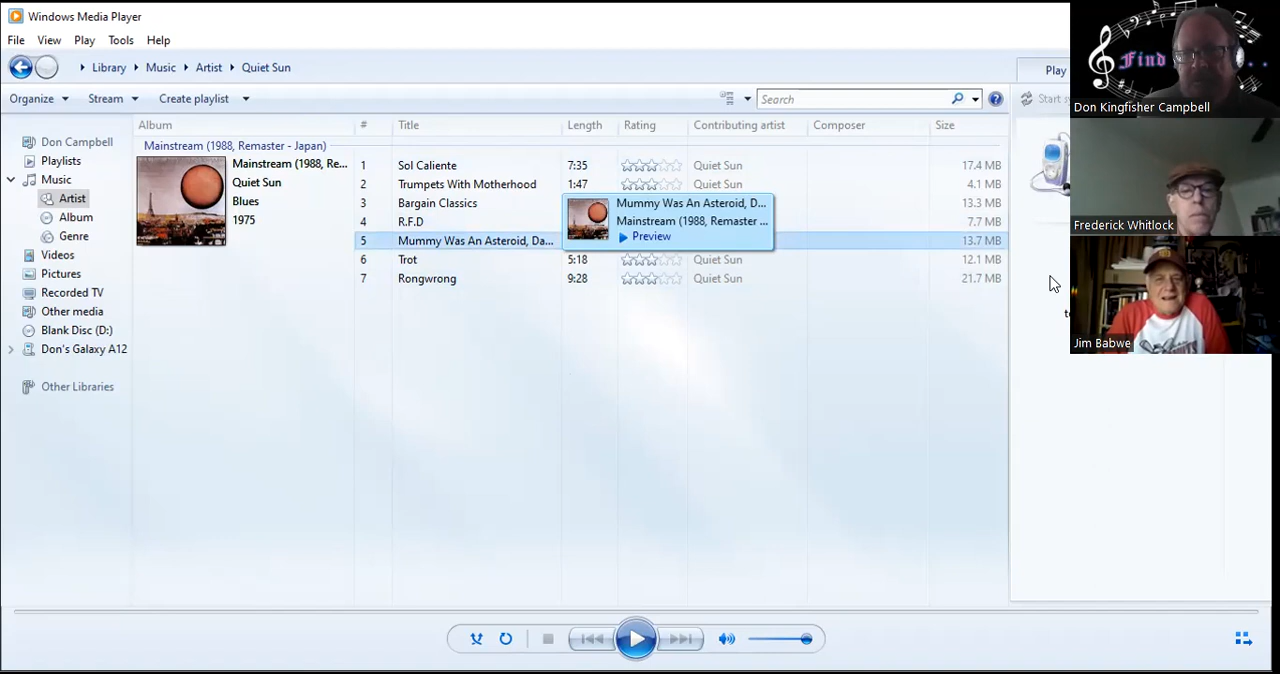 Windows Media Player
File View Play Tools Help
Library Music Artist Quiet Sun
Organize Stream Create playlist Search
Play
Start
Find . . .
Don Kingfisher Campbell
Frederick Whitlock
Jim Babwe
Don Campbell
Playlists
Music
Artist
Album
Genre
Videos
Pictures
Recorded TV
Other media
Blank Disc (D:)
Don's Galaxy A12
Other Libraries
Album # Title Length Rating Contributing artist Composer Size
Mainstream (1988, Remaster - Japan)
Mainstream (1988, Re...
Quiet Sun
Blues
1975
1 Sol Caliente 7:35 Quiet Sun 17.4 MB
2 Trumpets With Motherhood 1:47 Quiet Sun 4.1 MB
3 Bargain Classics 13.3 MB
4 R.F.D 7.7 MB
5 Mummy Was An Asteroid, Da... 13.7 MB
6 Trot 5:18 Quiet Sun 12.1 MB
7 Rongwrong 9:28 Quiet Sun 21.7 MB
Mummy Was An Asteroid, D...
Mainstream (1988, Remaster ...
Preview